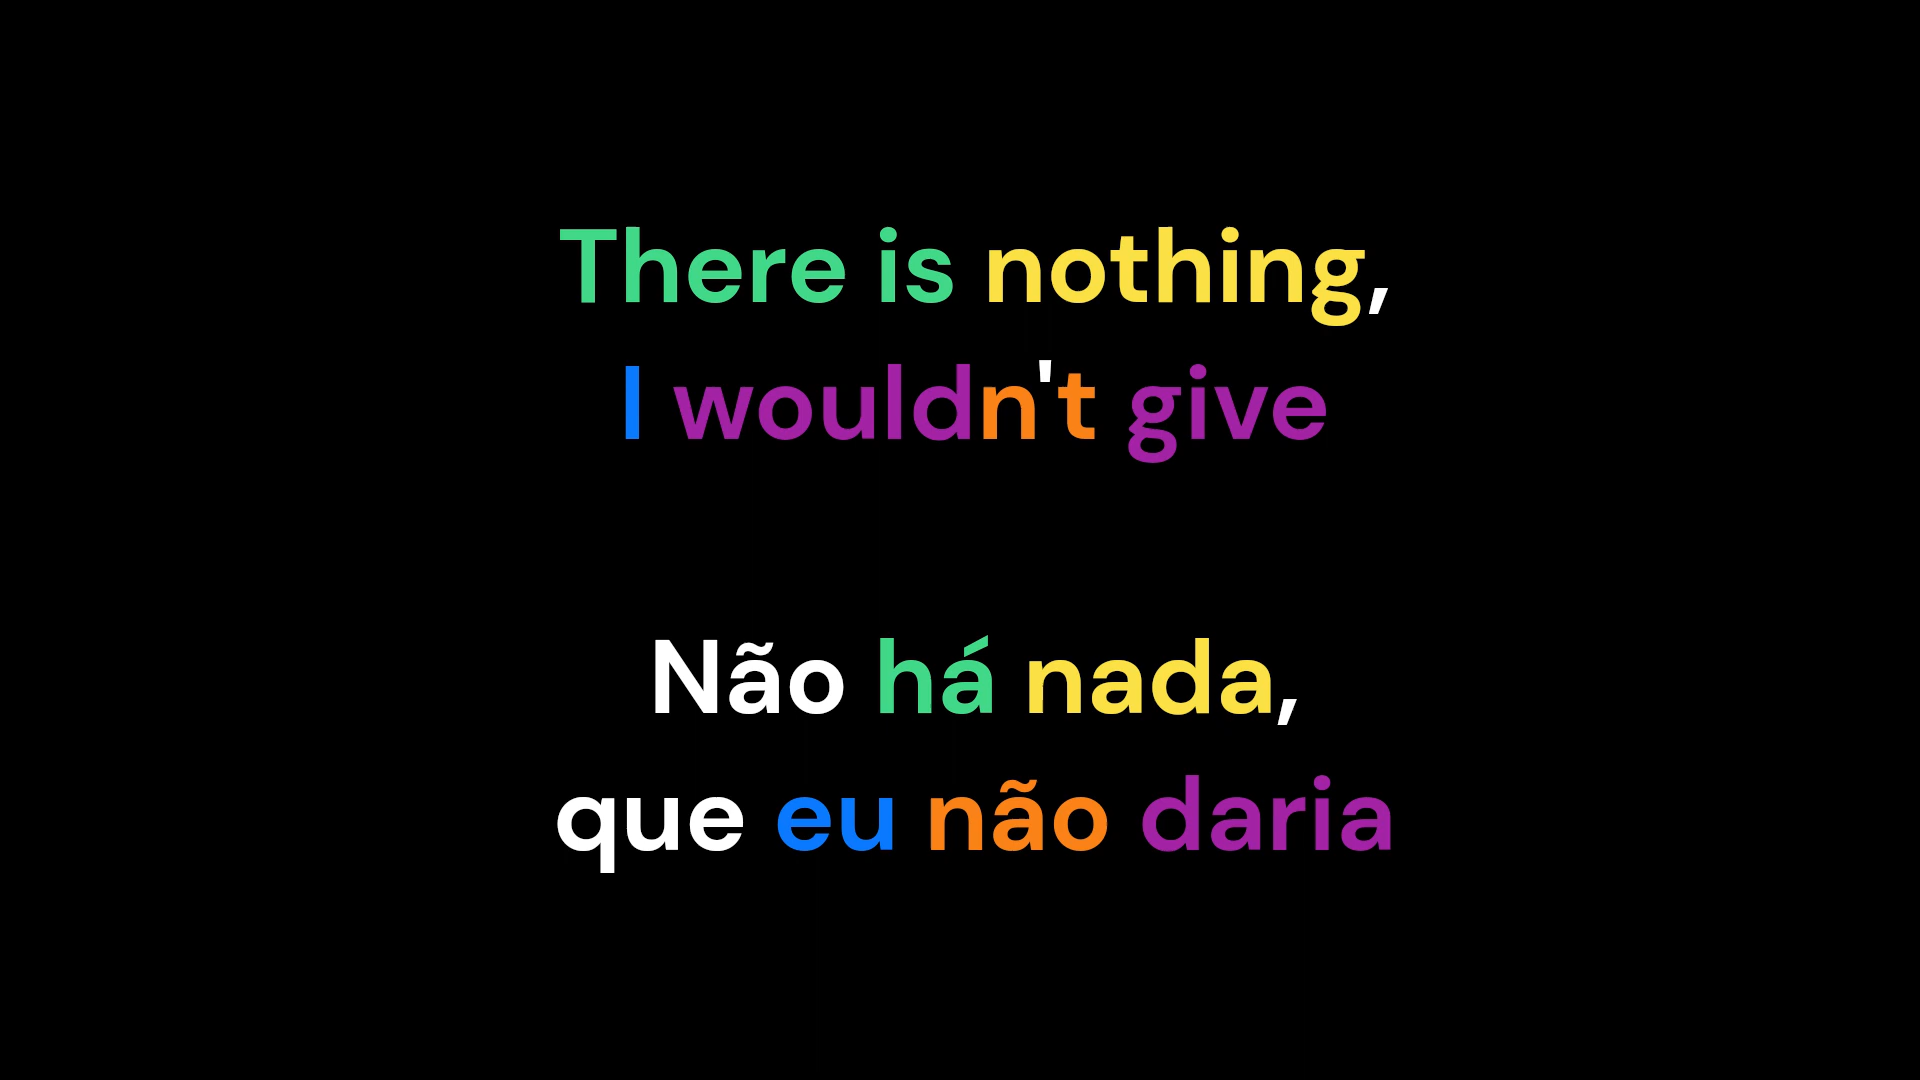 There is nothing,
I wouldn't give
Não há nada,
que eu não daria